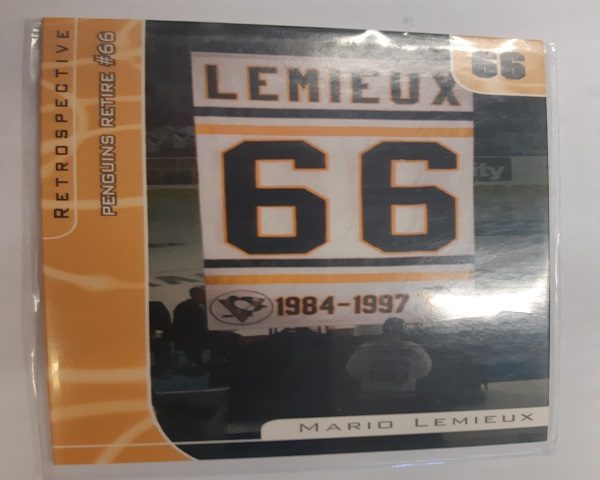 RETROSPECTIVE
PENGUINS RETIRE #66
66
LEMIEUX
66
1984-1997
MARIO LEMIEUX